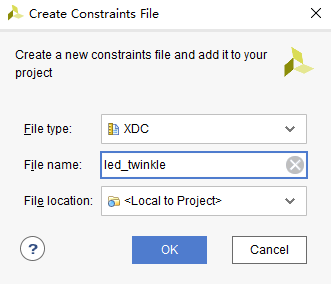 Create Constraints File
Create a new constraints file and add it to your
project
File type: XDC
File name: led_twinkle
File location: <Local to Project>
? OK Cancel